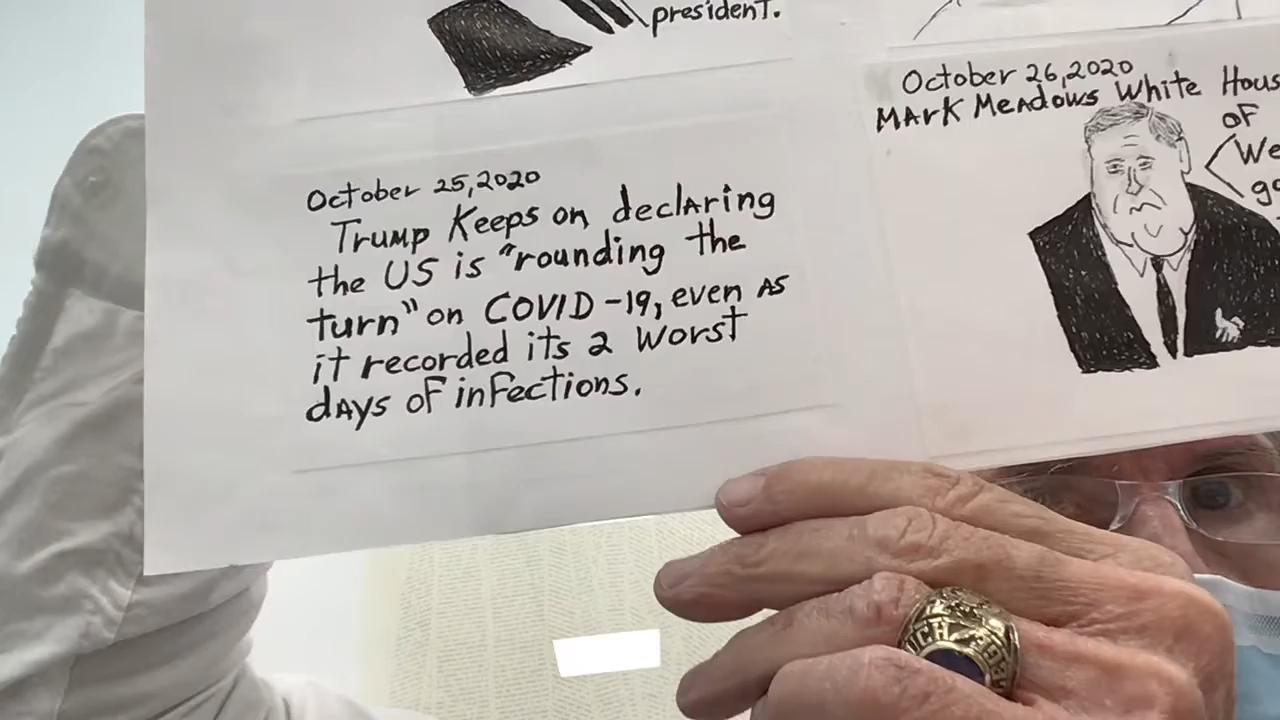 president.
October 25, 2020
Trump Keeps on declaring
the US is "rounding the
turn" on COVID-19, even as
it recorded its 2 worst
days of infections.
October 26, 2020
Mark Meadows White Hous
of
We
go